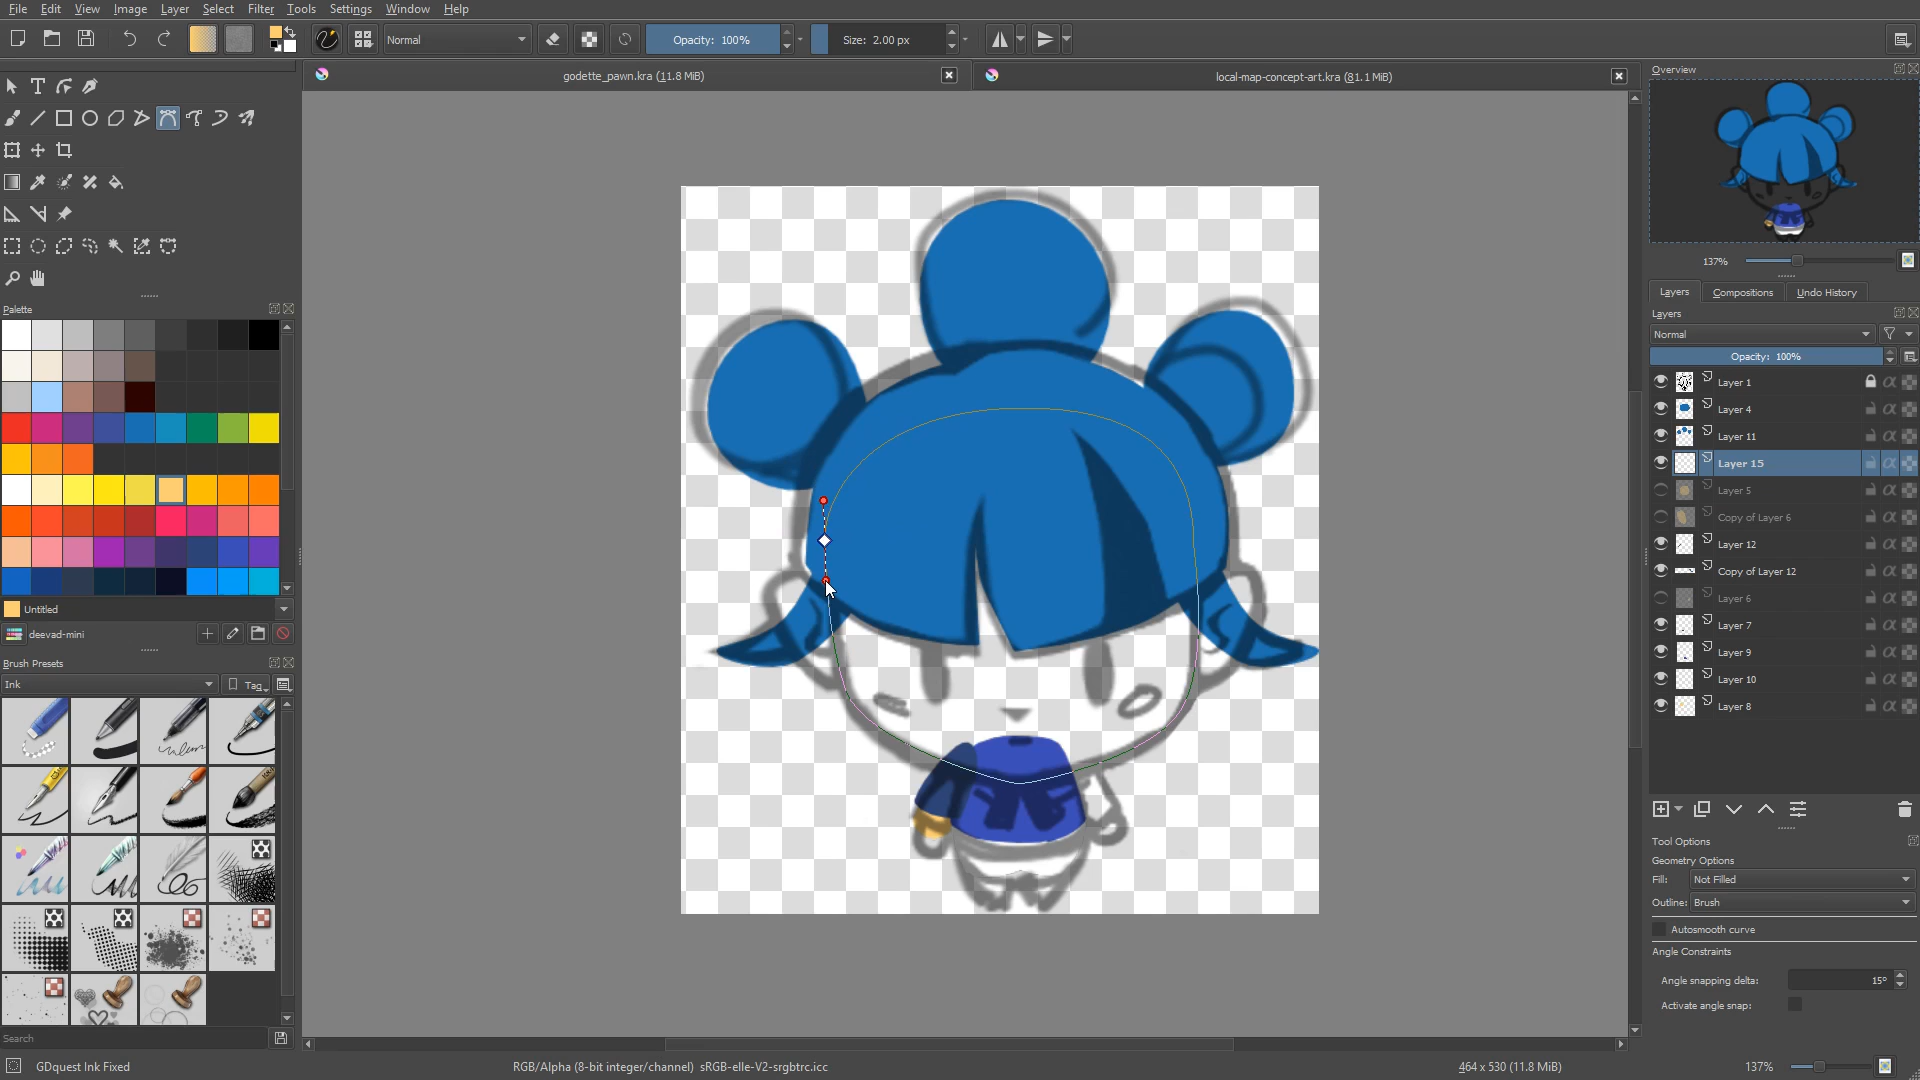 File Edit View Image Layer Select Filter Tools Settings Window Help
Normal Opacity: 100% Size: 2.00 px
godette_pawn.kra (11.8 MiB)
local-map-concept-art.kra (81.1 MiB)
Overview
137%
Layers Compositions Undo History
Layers
Normal
Opacity: 100%
Layer 1
Layer 4
Layer 11
Layer 15
Layer 5
Copy of Layer 6
Layer 12
Copy of Layer 12
Layer 6
Layer 7
Layer 9
Layer 10
Layer 8
Tool Options
Geometry Options
Fill: Not Filled
Outline: Brush
Autosmooth curve
Angle Constraints
Angle snapping delta: 15°
Activate angle snap:
Palette
Untitled
deevad-mini
Brush Presets
Ink Tag
Search
GDquest Ink Fixed
RGB/Alpha (8-bit integer/channel) sRGB-elle-V2-srgbtrc.icc
464 x 530 (11.8 MiB)
137%